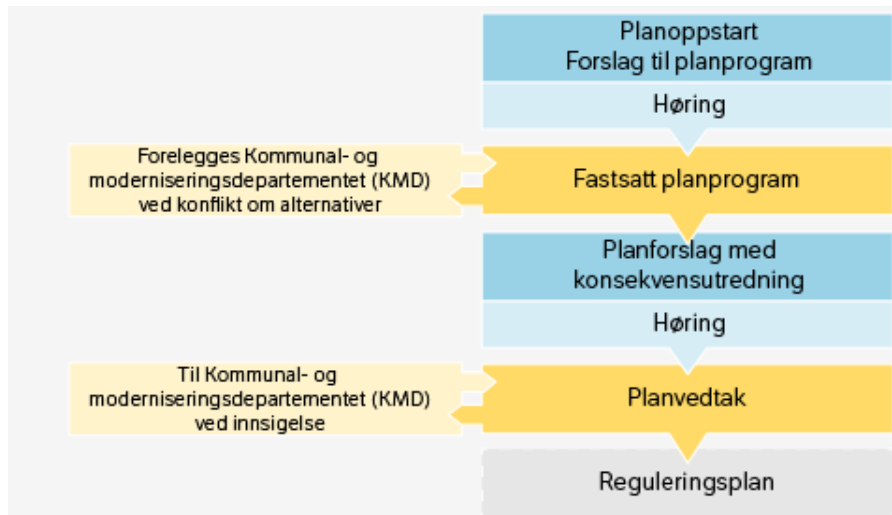 Planoppstart
Forslag til planprogram
Høring
Forelegges Kommunal- og
moderniseringsdepartementet (KMD)
ved konflikt om alternativer
Fastsatt planprogram
Planforslag med
konsekvensutredning
Høring
Til Kommunal- og
moderniseringsdepartementet (KMD)
ved innsigelse
Planvedtak
Reguleringsplan